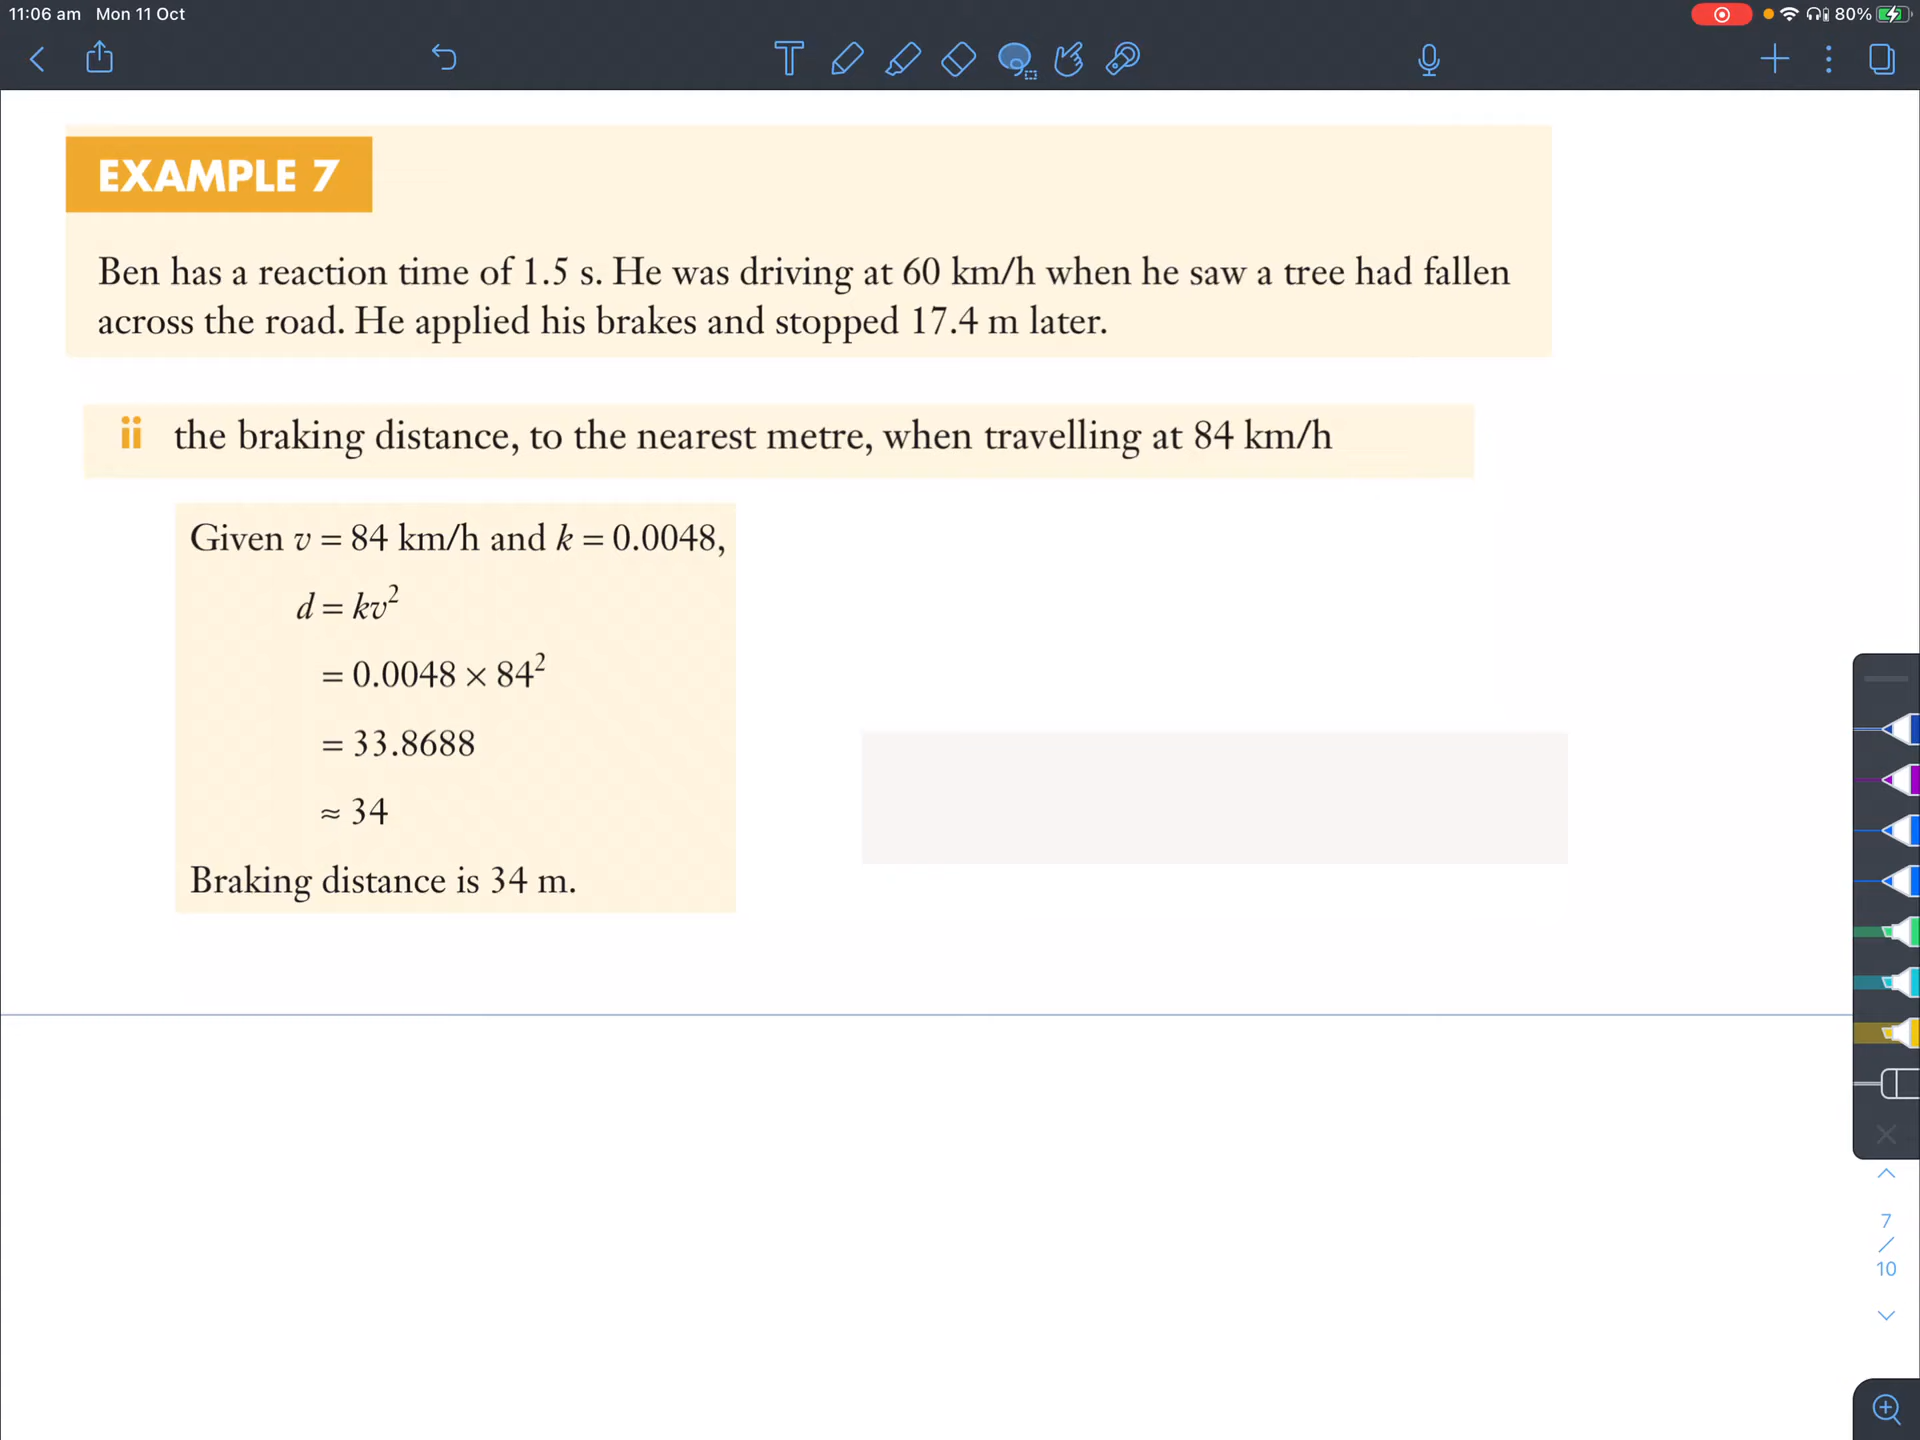 11:06 am Mon 11 Oct
80%
EXAMPLE 7
Ben has a reaction time of 1.5 s. He was driving at 60 km/h when he saw a tree had fallen
across the road. He applied his brakes and stopped 17.4 m later.
ii the braking distance, to the nearest metre, when travelling at 84 km/h
Given v = 84 km/h and k = 0.0048,
d = kv²
= 0.0048 × 84²
= 33.8688
≈ 34
Braking distance is 34 m.
7
/
10